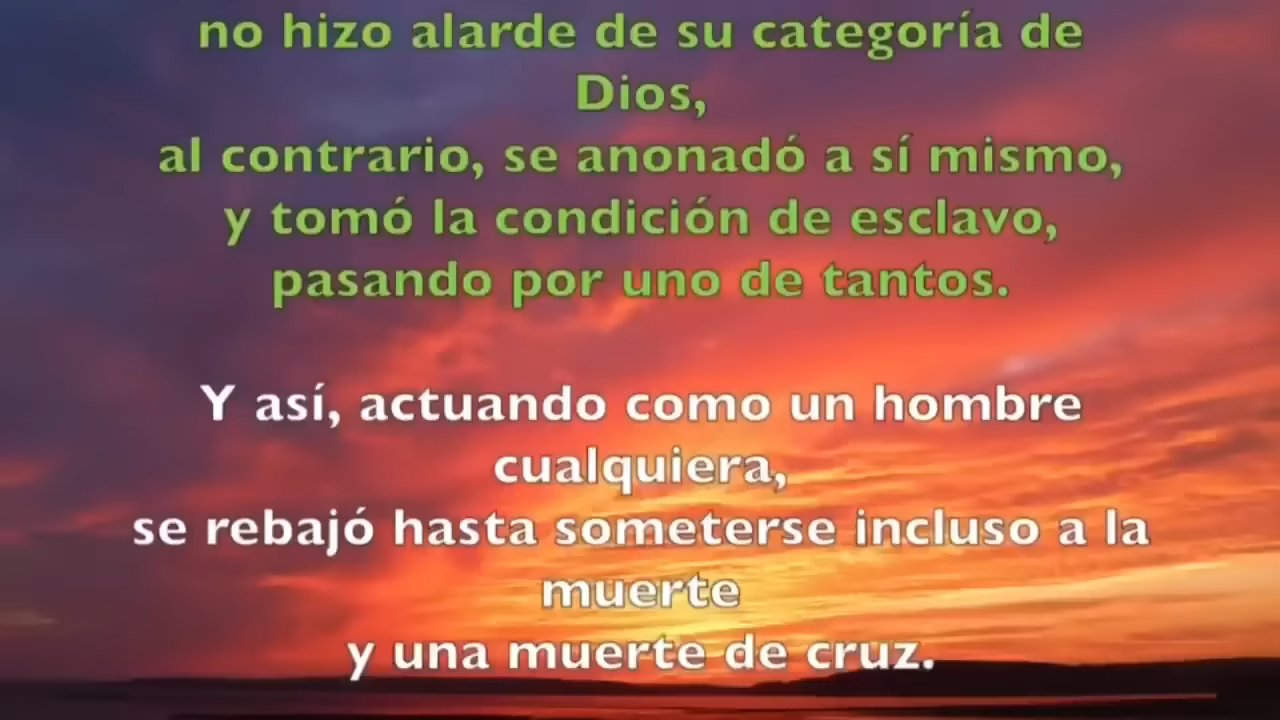 no hizo alarde de su categoría de
Dios,
al contrario, se anonadó a sí mismo,
y tomó la condición de esclavo,
pasando por uno de tantos.
Y así, actuando como un hombre
cualquiera,
se rebajó hasta someterse incluso a la
muerte
y una muerte de cruz.